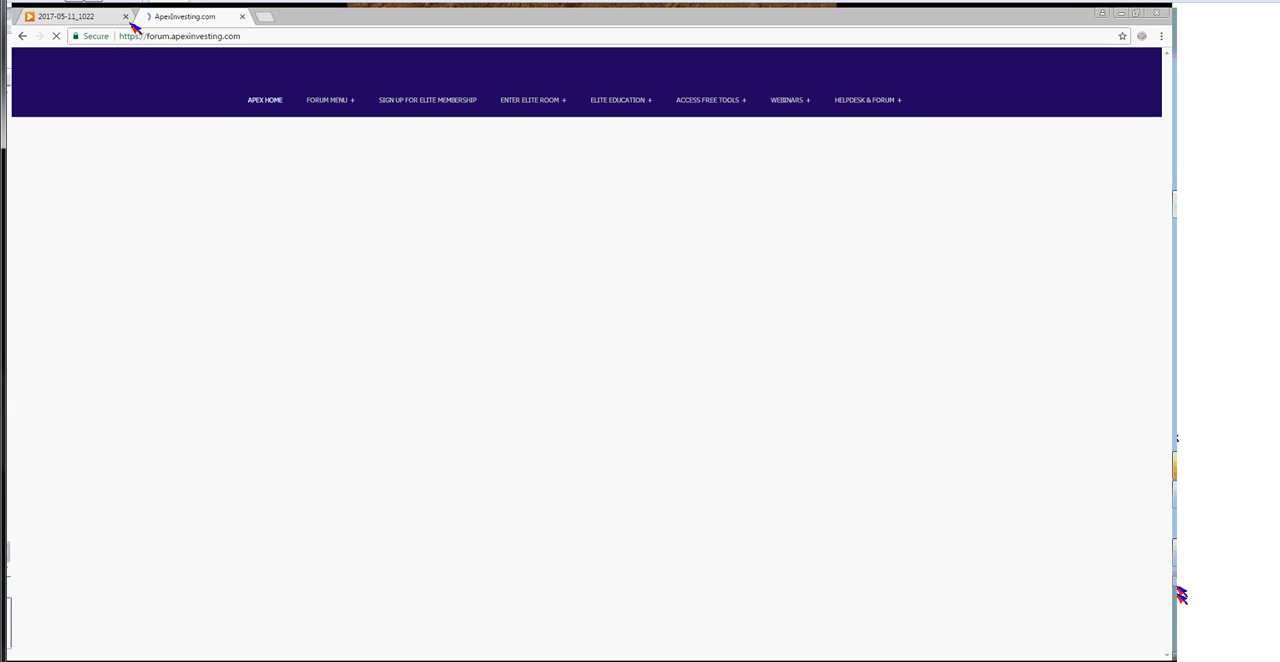 2017-05-11_1022
ApexInvesting.com
Secure https://forum.apexinvesting.com
APEX HOME FORUM MENU + SIGN UP FOR ELITE MEMBERSHIP ENTER ELITE ROOM + ELITE EDUCATION + ACCESS FREE TOOLS + WEBINARS + HELPDESK & FORUM +